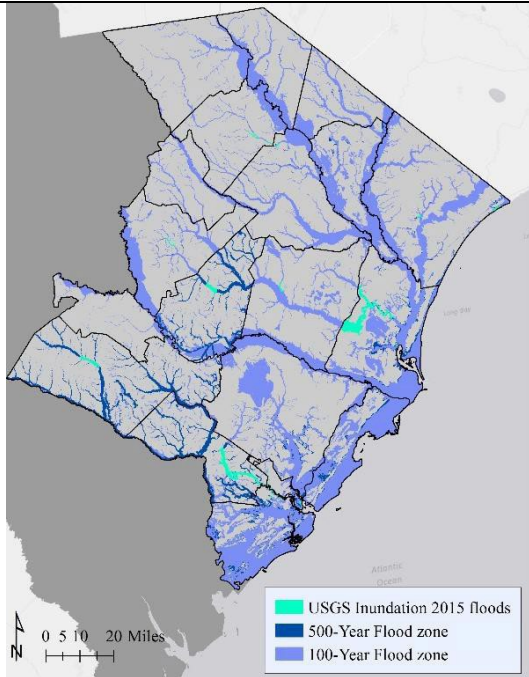 Long Bay
Atlantic
Ocean
USGS Inundation 2015 floods
500-Year Flood zone
100-Year Flood zone
N
0 5 10 20 Miles